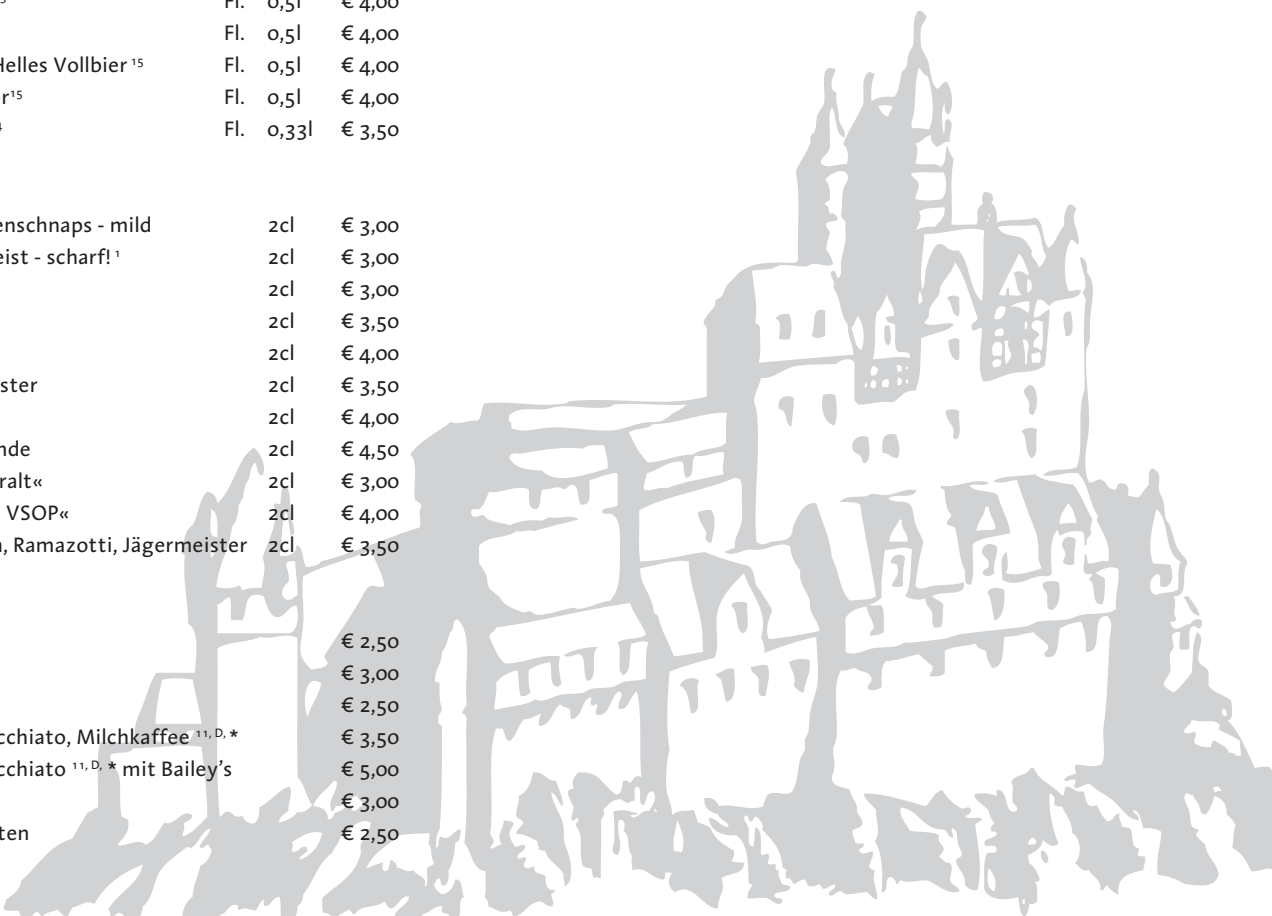 Fl. 0,5l € 4,00
Fl. 0,5l € 4,00
Helles Vollbier ¹⁵ Fl. 0,5l € 4,00
r¹⁵ Fl. 0,5l € 4,00
Fl. 0,33l € 3,50
enschnaps - mild 2cl € 3,00
eist - scharf! ¹ 2cl € 3,00
2cl € 3,00
2cl € 3,50
2cl € 4,00
ster 2cl € 3,50
2cl € 4,00
nde 2cl € 4,50
ralt« 2cl € 3,00
VSOP« 2cl € 4,00
, Ramazotti, Jägermeister 2cl € 3,50
€ 2,50
€ 3,00
€ 2,50
cchiato, Milchkaffee ¹¹, ᴰ, * € 3,50
cchiato ¹¹, ᴰ, * mit Bailey’s € 5,00
€ 3,00
ten € 2,50